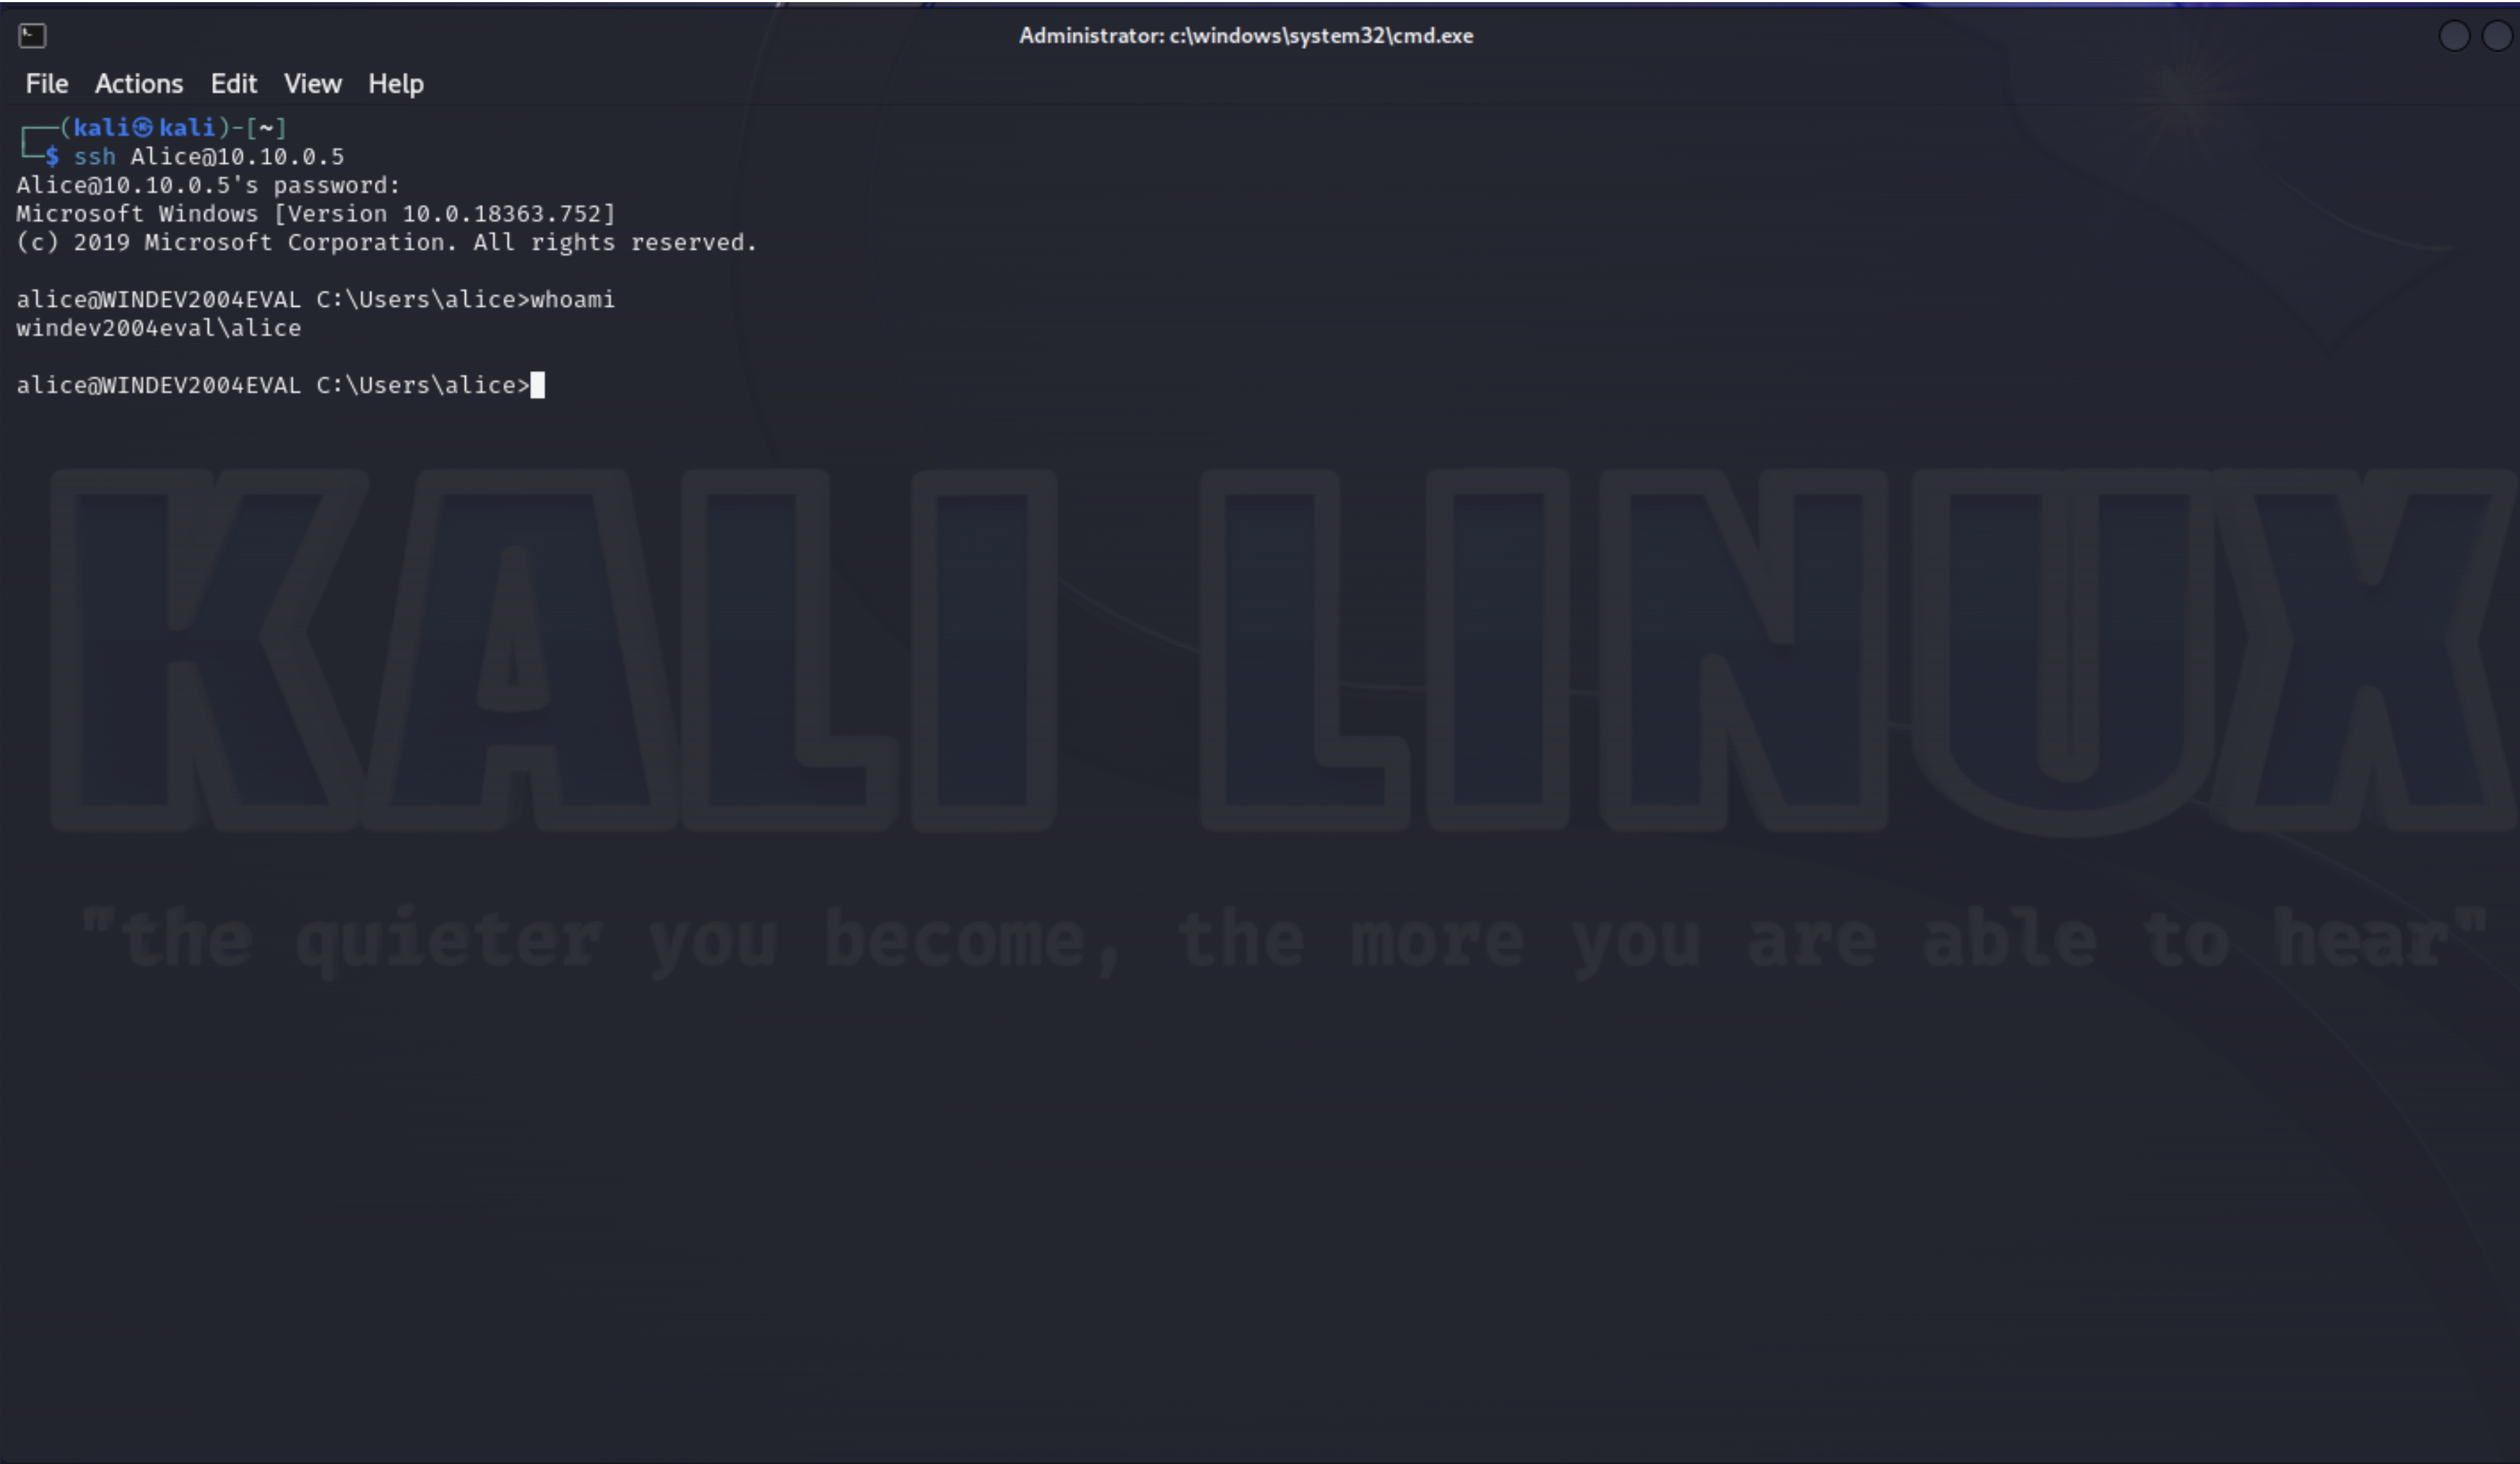 Administrator: c:\windows\system32\cmd.exe
File Actions Edit View Help
┌──(kali㉿kali)-[~]
└─$ ssh Alice@10.10.0.5
Alice@10.10.0.5's password:
Microsoft Windows [Version 10.0.18363.752]
(c) 2019 Microsoft Corporation. All rights reserved.
alice@WINDEV2004EVAL C:\Users\alice>whoami
windev2004eval\alice
alice@WINDEV2004EVAL C:\Users\alice>
KALI LINUX
"the quieter you become, the more you are able to hear"